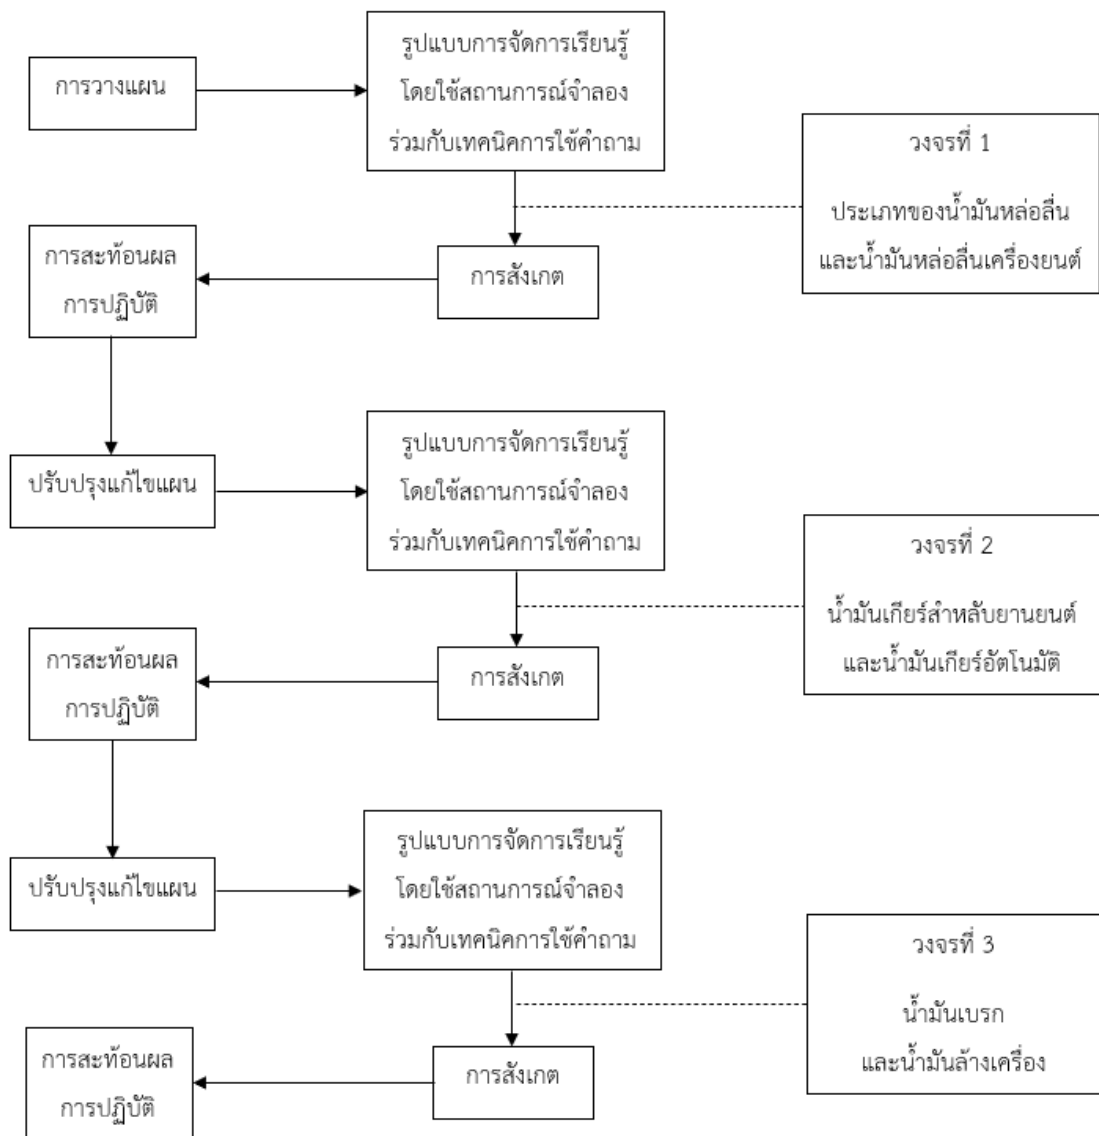 การวางแผน
รูปแบบการจัดการเรียนรู้
โดยใช้สถานการณ์จำลอง
ร่วมกับเทคนิคการใช้คำถาม
วงจรที่ 1
ประเภทของน้ำมันหล่อลื่น
และน้ำมันหล่อลื่นเครื่องยนต์
การสังเกต
การสะท้อนผล
การปฏิบัติ
ปรับปรุงแก้ไขแผน
รูปแบบการจัดการเรียนรู้
โดยใช้สถานการณ์จำลอง
ร่วมกับเทคนิคการใช้คำถาม
วงจรที่ 2
น้ำมันเกียร์สำหลับยานยนต์
และน้ำมันเกียร์อัตโนมัติ
การสังเกต
การสะท้อนผล
การปฏิบัติ
ปรับปรุงแก้ไขแผน
รูปแบบการจัดการเรียนรู้
โดยใช้สถานการณ์จำลอง
ร่วมกับเทคนิคการใช้คำถาม
วงจรที่ 3
น้ำมันเบรก
และน้ำมันล้างเครื่อง
การสังเกต
การสะท้อนผล
การปฏิบัติ